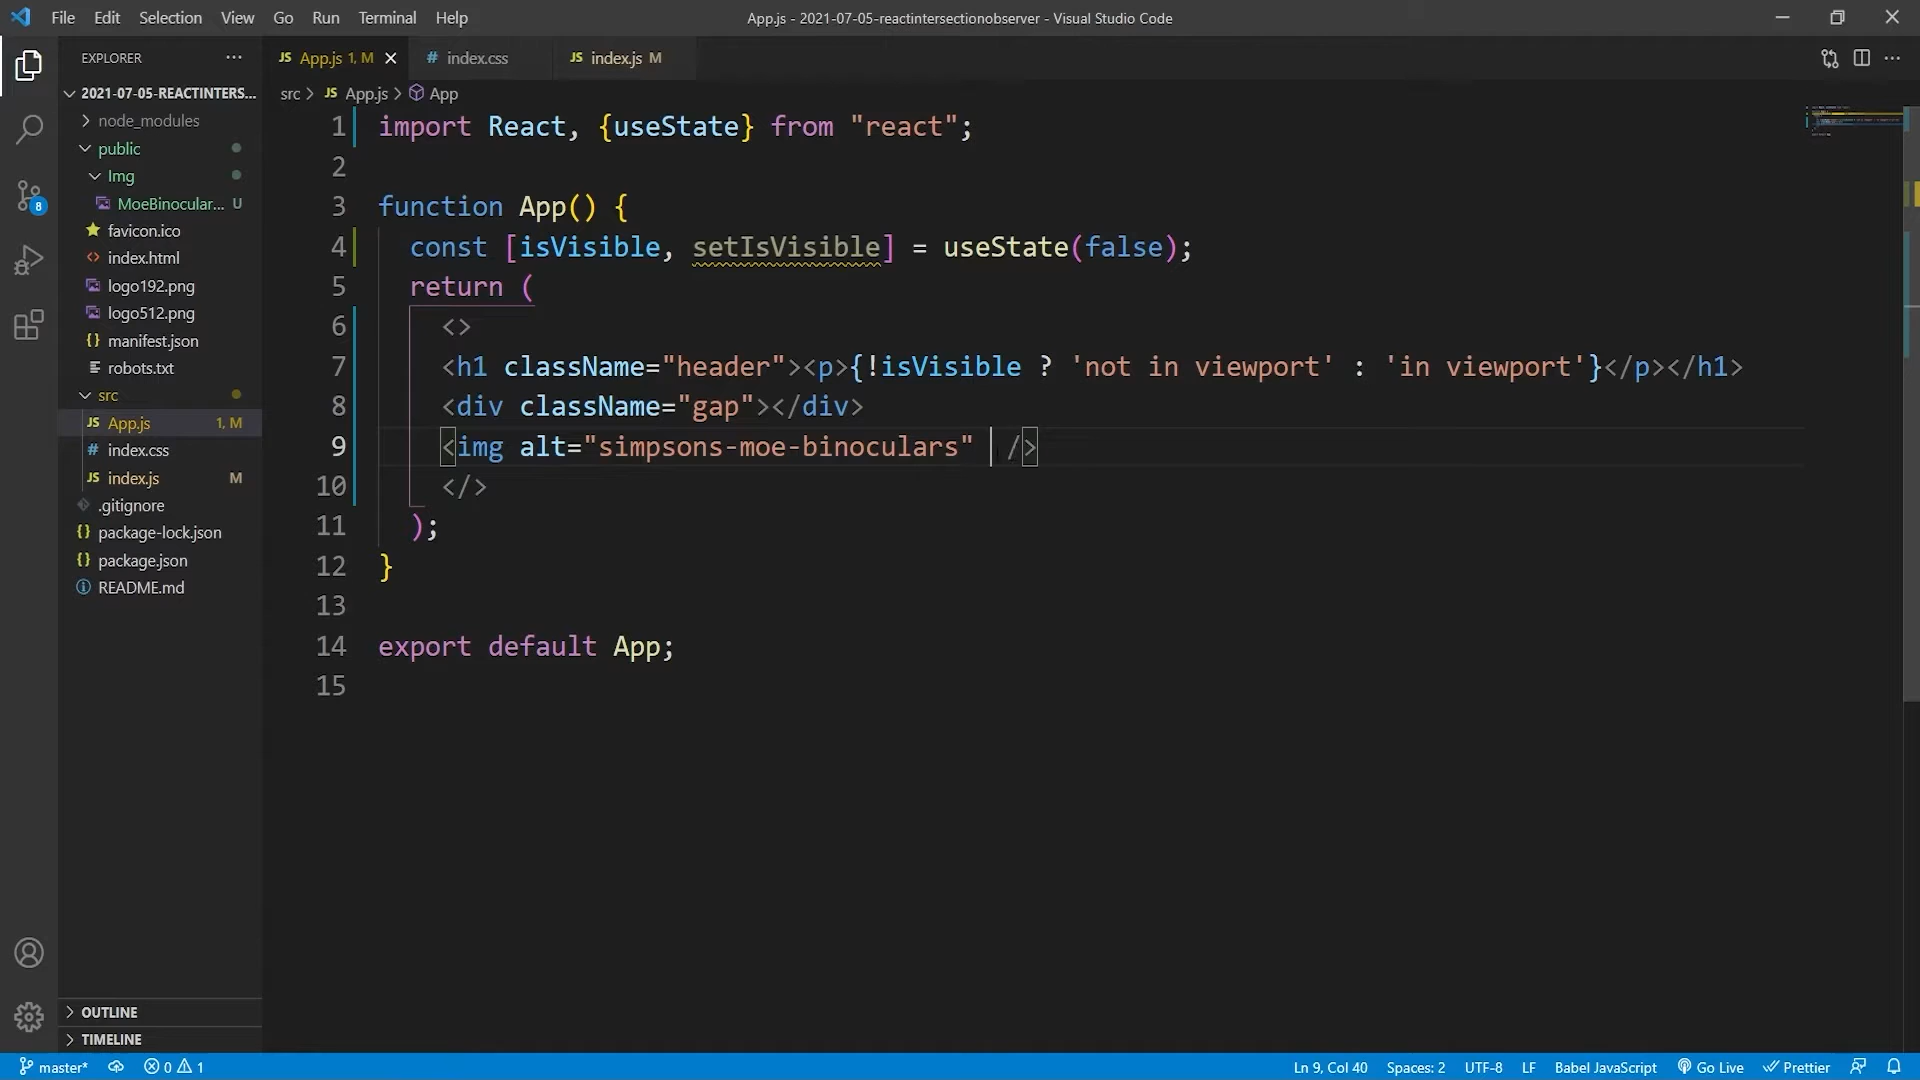 File Edit Selection View Go Run Terminal Help
App.js - 2021-07-05-reactintersectionobserver - Visual Studio Code
EXPLORER
2021-07-05-REACTINTERS...
node_modules
public
Img
MoeBinocular... U
favicon.ico
index.html
logo192.png
logo512.png
manifest.json
robots.txt
src
App.js 1, M
index.css
index.js M
.gitignore
package-lock.json
package.json
README.md
OUTLINE
TIMELINE
8
JS App.js 1, M # index.css JS index.js M
src > JS App.js > App
1 import React, {useState} from "react";
2
3 function App() {
4 const [isVisible, setIsVisible] = useState(false);
5 return (
6 <>
7 <h1 className="header"><p>{!isVisible ? 'not in viewport' : 'in viewport'}</p></h1>
8 <div className="gap"></div>
9 <img alt="simpsons-moe-binoculars" />
10 </>
11 );
12 }
13
14 export default App;
15
master* 0 1 Ln 9, Col 40 Spaces: 2 UTF-8 LF Babel JavaScript Go Live Prettier